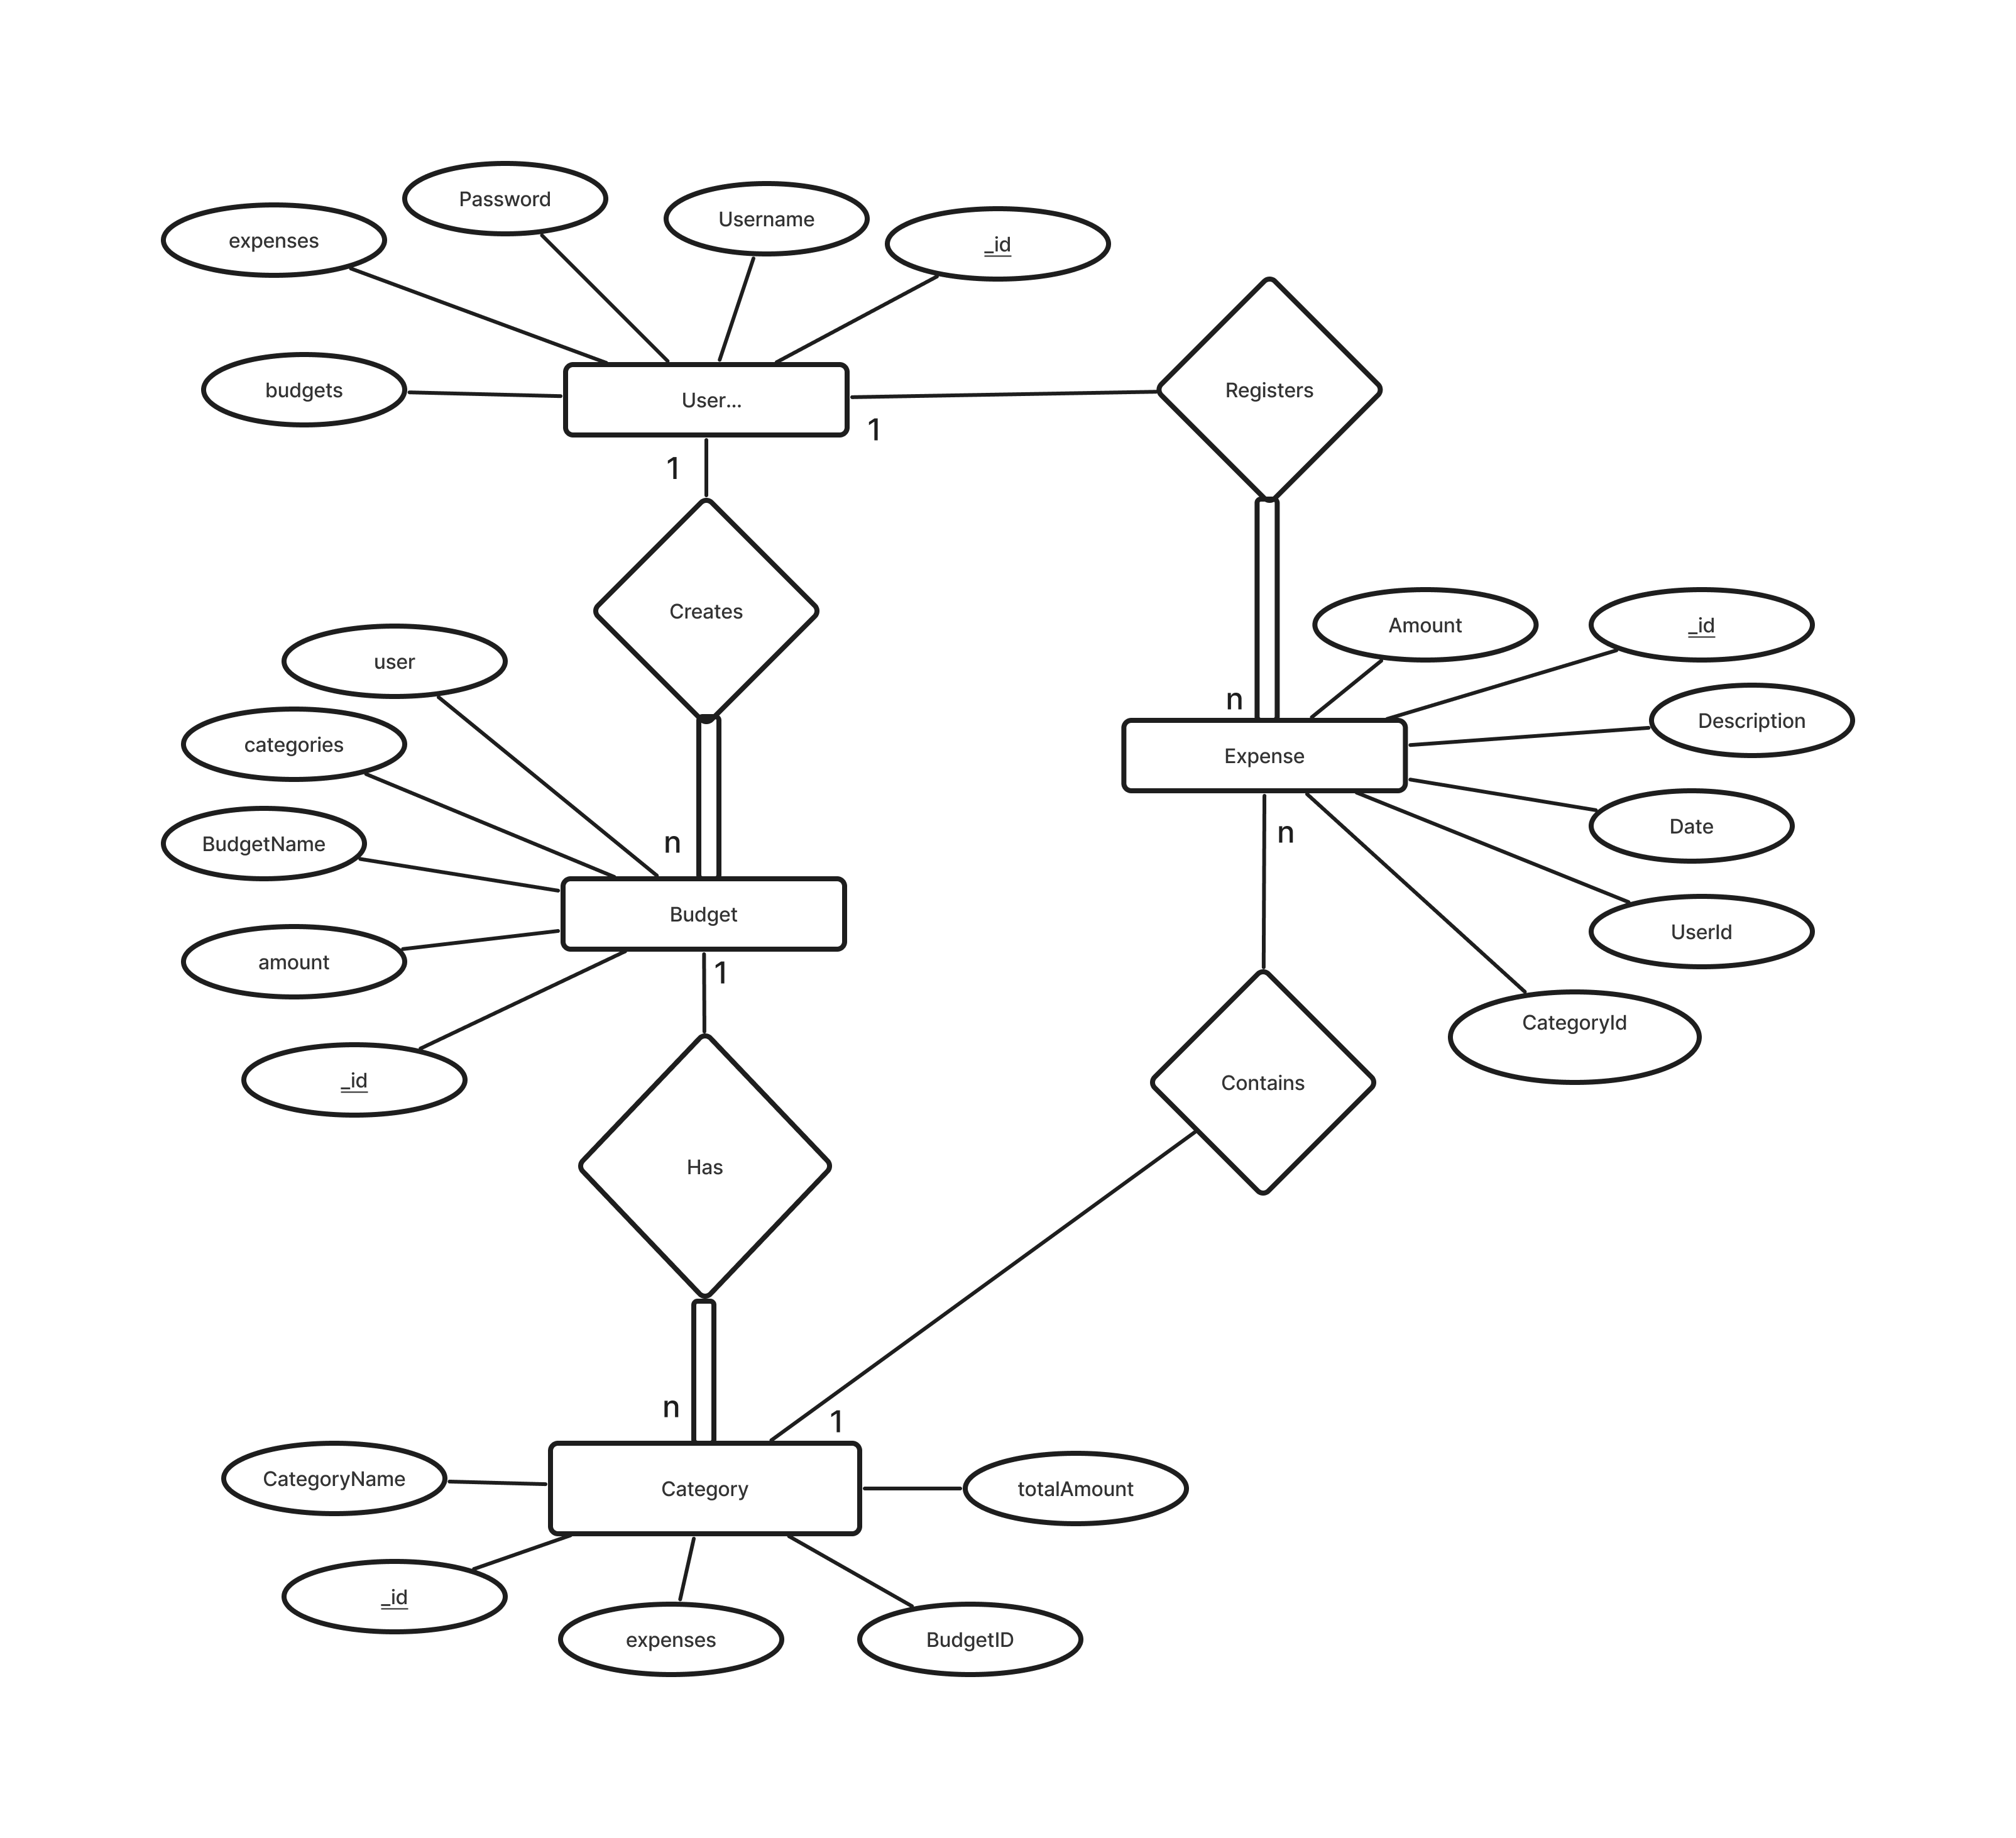 Password
Username
expenses
_id
budgets
User...
Registers
1
1
Creates
Amount
_id
user
n
Description
categories
Expense
Date
n
n
BudgetName
Budget
UserId
amount
1
CategoryId
_id
Contains
Has
n
1
CategoryName
Category
totalAmount
_id
expenses
BudgetID